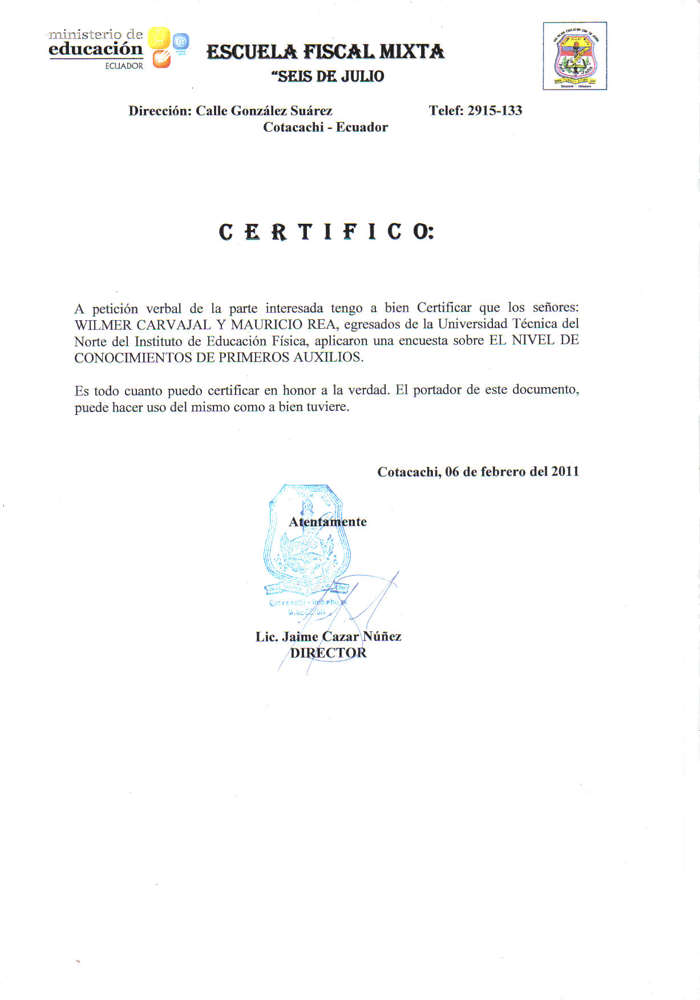 ministerio de
educación
ECUADOR
ESCUELA FISCAL MIXTA
“SEIS DE JULIO
Dirección: Calle González Suárez Telef: 2915-133
Cotacachi - Ecuador
C E R T I F I C O:
A petición verbal de la parte interesada tengo a bien Certificar que los señores:
WILMER CARVAJAL Y MAURICIO REA, egresados de la Universidad Técnica del
Norte del Instituto de Educación Física, aplicaron una encuesta sobre EL NIVEL DE
CONOCIMIENTOS DE PRIMEROS AUXILIOS.
Es todo cuanto puedo certificar en honor a la verdad. El portador de este documento,
puede hacer uso del mismo como a bien tuviere.
Cotacachi, 06 de febrero del 2011
Atentamente
Cotacachi - Imbabura
Lic. Jaime Cazar Núñez
DIRECTOR